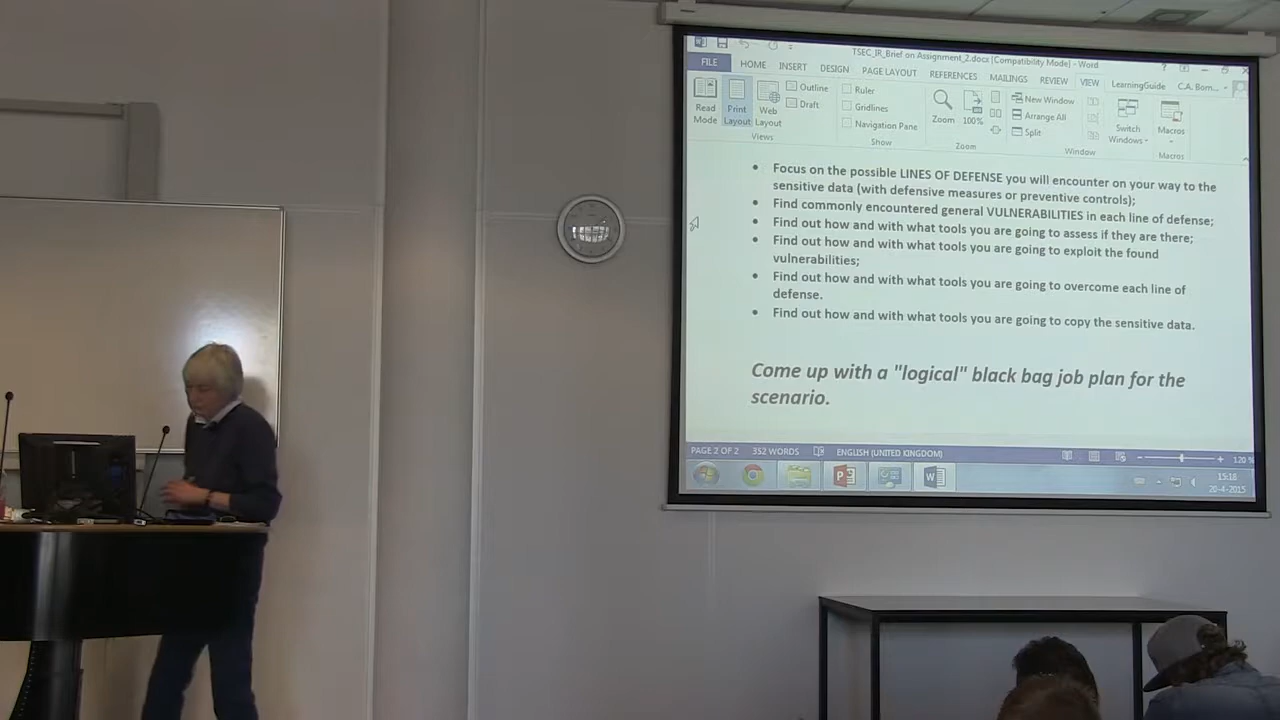 TSEC_IR_Brief on Assignment_2.docx [Compatibility Mode] - Word
FILE HOME INSERT DESIGN PAGE LAYOUT REFERENCES MAILINGS REVIEW VIEW LearningGuide C.A. Born...
Read Mode
Print Layout
Web Layout
Outline
Draft
Views
Ruler
Gridlines
Navigation Pane
Show
Zoom
100%
Zoom
New Window
Arrange All
Split
Window
Switch Windows
Macros
Macros
• Focus on the possible LINES OF DEFENSE you will encounter on your way to the
sensitive data (with defensive measures or preventive controls);
• Find commonly encountered general VULNERABILITIES in each line of defense;
• Find out how and with what tools you are going to assess if they are there;
• Find out how and with what tools you are going to exploit the found
vulnerabilities;
• Find out how and with what tools you are going to overcome each line of
defense.
• Find out how and with what tools you are going to copy the sensitive data.
Come up with a "logical" black bag job plan for the
scenario.
PAGE 2 OF 2 352 WORDS ENGLISH (UNITED KINGDOM) 120 %
15:18
20-4-2015